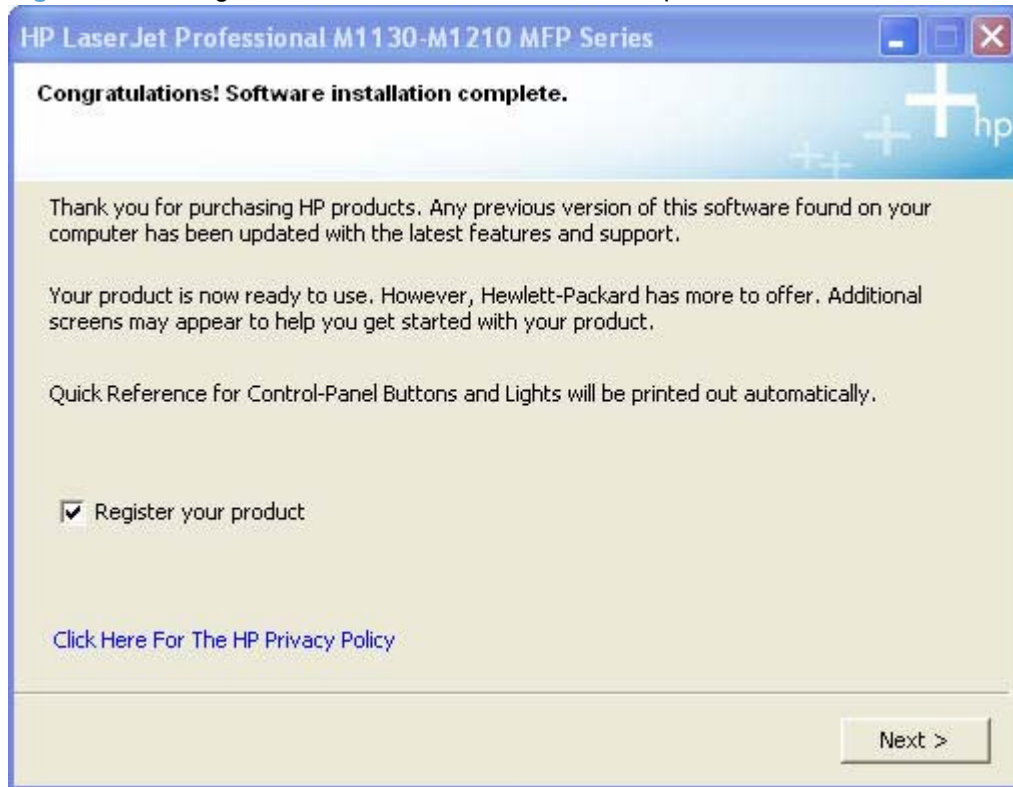 HP LaserJet Professional M1130-M1210 MFP Series
Congratulations! Software installation complete.
hp
Thank you for purchasing HP products. Any previous version of this software found on your
computer has been updated with the latest features and support.
Your product is now ready to use. However, Hewlett-Packard has more to offer. Additional
screens may appear to help you get started with your product.
Quick Reference for Control-Panel Buttons and Lights will be printed out automatically.
Register your product
Click Here For The HP Privacy Policy
Next >